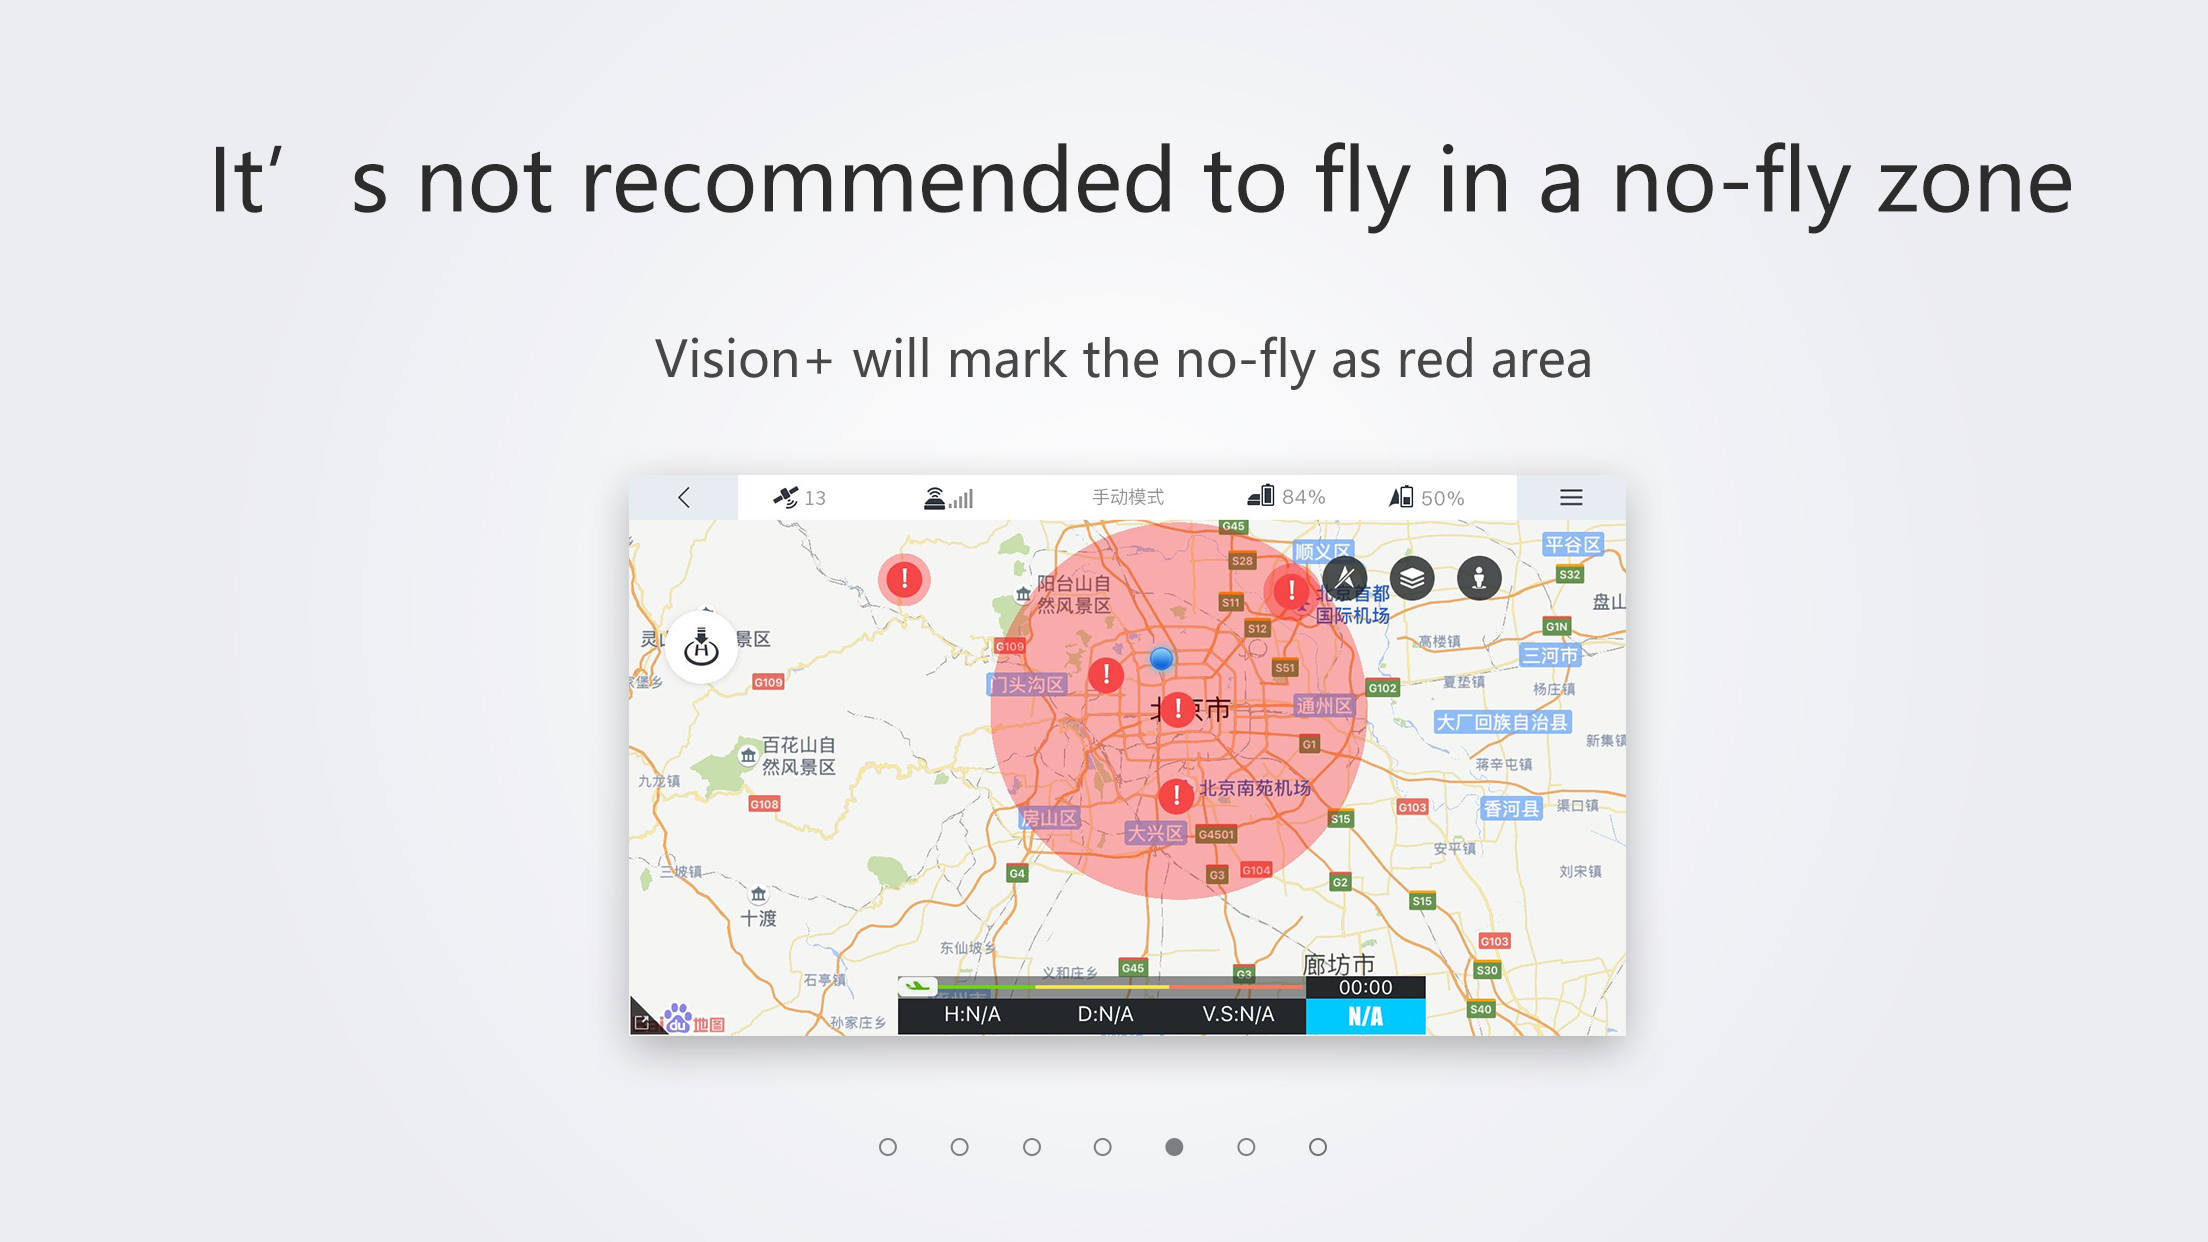 It’s not recommended to fly in a no-fly zone
Vision+ will mark the no-fly as red area
13
手动模式
84%
50%
G45
顺义区
平谷区
S28
S32
阳台山自
然风景区
北京首都
国际机场
S11
盘山
S12
G1N
高楼镇
景区
G109
三河市
S51
G109
门头沟区
G102
夏垫镇
杨庄镇
通州区
北京市
大厂回族自治县
G1
新集镇
百花山自
然风景区
蒋辛屯镇
九龙镇
北京南苑机场
G108
G103
香河县
渠口镇
房山区
S15
大兴区
G4501
安平镇
三坡镇
G4
G3
G104
G2
刘宋镇
S15
十渡
东仙坡乡
G103
石亭镇
义和庄乡
G45
G3
廊坊市
S30
00:00
H:N/A
D:N/A
V.S:N/A
N/A
S40
du地图
孙家庄乡